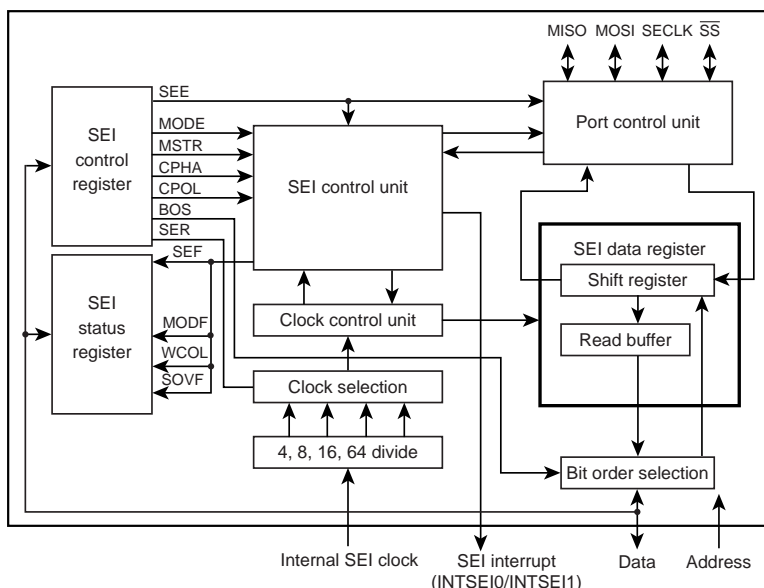 MISO MOSI SECLK SS
SEE
SEI
control
register
MODE
MSTR
CPHA
CPOL
BOS
SER
SEI control unit
Port control unit
SEF
SEI
status
register
MODF
WCOL
SOVF
SEI data register
Shift register
Read buffer
Clock control unit
Clock selection
4, 8, 16, 64 divide
Bit order selection
Internal SEI clock
SEI interrupt
(INTSEI0/INTSEI1)
Data
Address